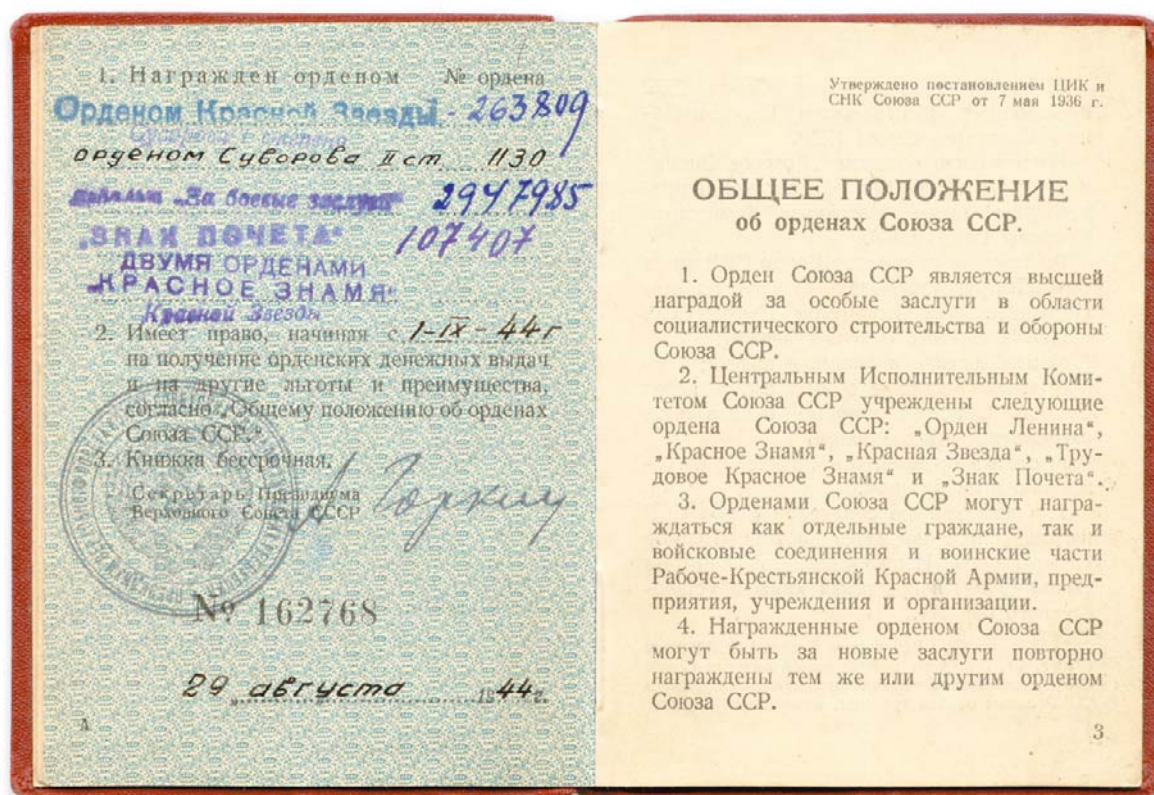 1. Награжден орденом № ордена
Орденом Красной Звезды - 263809
орденом Суворова II ст. 1130
медалью „За боевые заслуги“ 2947985
„ЗНАК ПОЧЕТА“ 107407
ДВУМЯ ОРДЕНАМИ
„КРАСНОЕ ЗНАМЯ“
Красной Звезды
2. Имеет право, начиная с 1-IX-44г
на получение орденских денежных выдач
и на другие льготы и преимущества,
согласно „Общему положению об орденах
Союза ССР.“
3. Книжка бессрочная.
Секретарь Президиума
Верховного Совета СССР
А Горкин
№ 162768
29 августа 1944 г.
А
Утверждено постановлением ЦИК и
СНК Союза ССР от 7 мая 1936 г.
ОБЩЕЕ ПОЛОЖЕНИЕ
об орденах Союза ССР.
1. Орден Союза ССР является высшей
наградой за особые заслуги в области
социалистического строительства и обороны
Союза ССР.
2. Центральным Исполнительным Коми-
тетом Союза ССР учреждены следующие
ордена Союза ССР: „Орден Ленина“,
„Красное Знамя“, „Красная Звезда“, „Тру-
довое Красное Знамя“ и „Знак Почета“.
3. Орденами Союза ССР могут награ-
ждаться как отдельные граждане, так и
войсковые соединения и воинские части
Рабоче-Крестьянской Красной Армии, пред-
приятия, учреждения и организации.
4. Награжденные орденом Союза ССР
могут быть за новые заслуги повторно
награждены тем же или другим орденом
Союза ССР.
3